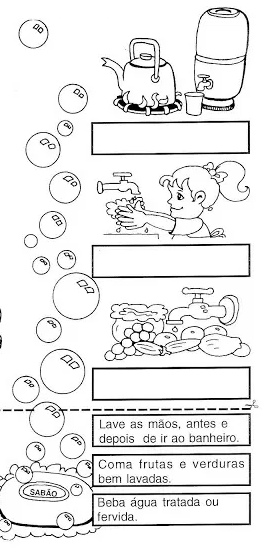 Lave as mãos, antes e
depois de ir ao banheiro.
Coma frutas e verduras
bem lavadas.
SABÃO
Beba água tratada ou
fervida.